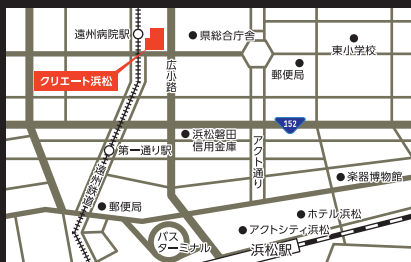 遠州病院駅
県総合庁舎
東小学校
郵便局
クリエート浜松
広小路
152
浜松磐田
信用金庫
アクト通り
第一通り駅
遠州鉄道
楽器博物館
郵便局
ホテル浜松
アクトシティ浜松
バス
ターミナル
浜松駅